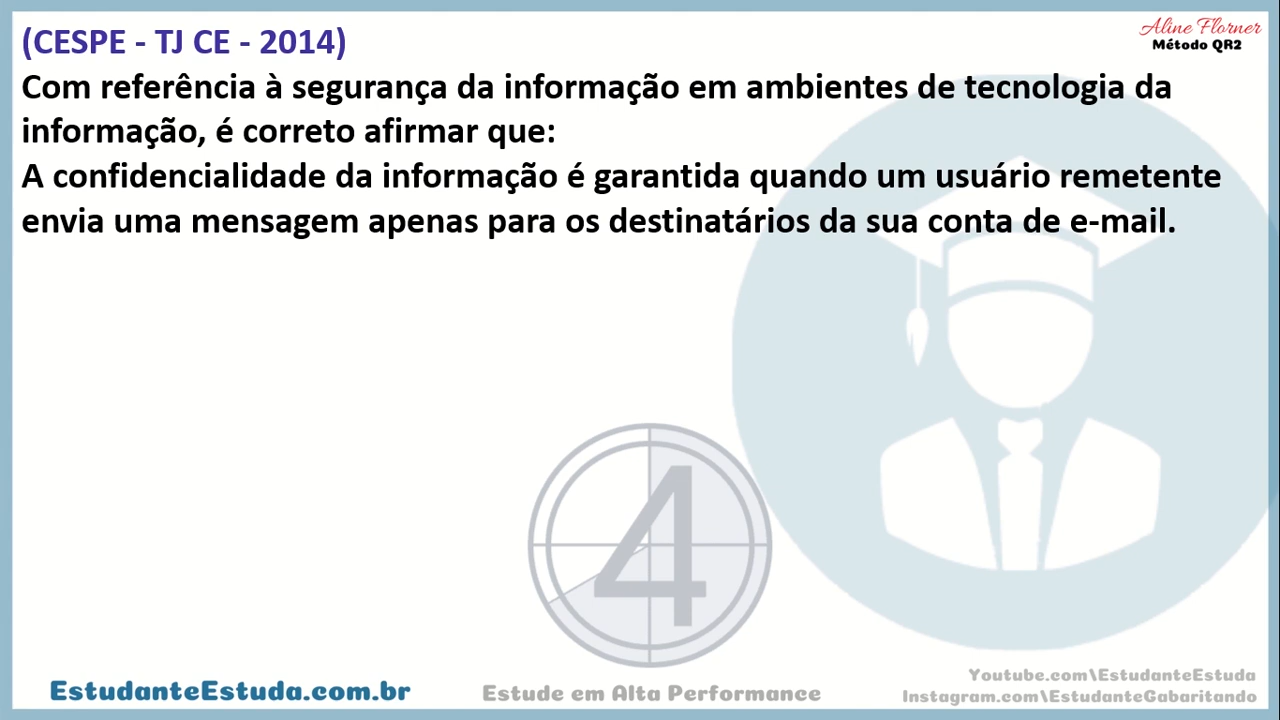 (CESPE - TJ CE - 2014)
Aline Florner
Método QR2
Com referência à segurança da informação em ambientes de tecnologia da
informação, é correto afirmar que:
A confidencialidade da informação é garantida quando um usuário remetente
envia uma mensagem apenas para os destinatários da sua conta de e-mail.
4
EstudanteEstuda.com.br
Estude em Alta Performance
Youtube.com\EstudanteEstuda
Instagram.com\EstudanteGabaritando